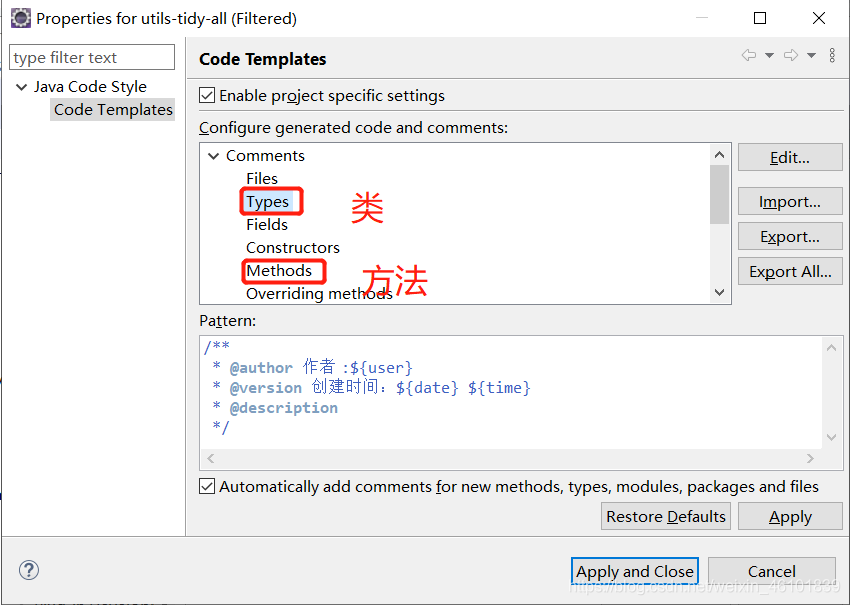 Properties for utils-tidy-all (Filtered)
type filter text
Java Code Style
Code Templates
Code Templates
Enable project specific settings
Configure generated code and comments:
Comments
Files
Types
类
Fields
Constructors
Methods
方法
Overriding methods
Edit...
Import...
Export...
Export All...
Pattern:
/**
* @author 作者 :${user}
* @version 创建时间：${date} ${time}
* @description
*/
Automatically add comments for new methods, types, modules, packages and files
Restore Defaults
Apply
?
Apply and Close
Cancel
https://blog.csdn.net/weixin_46101839